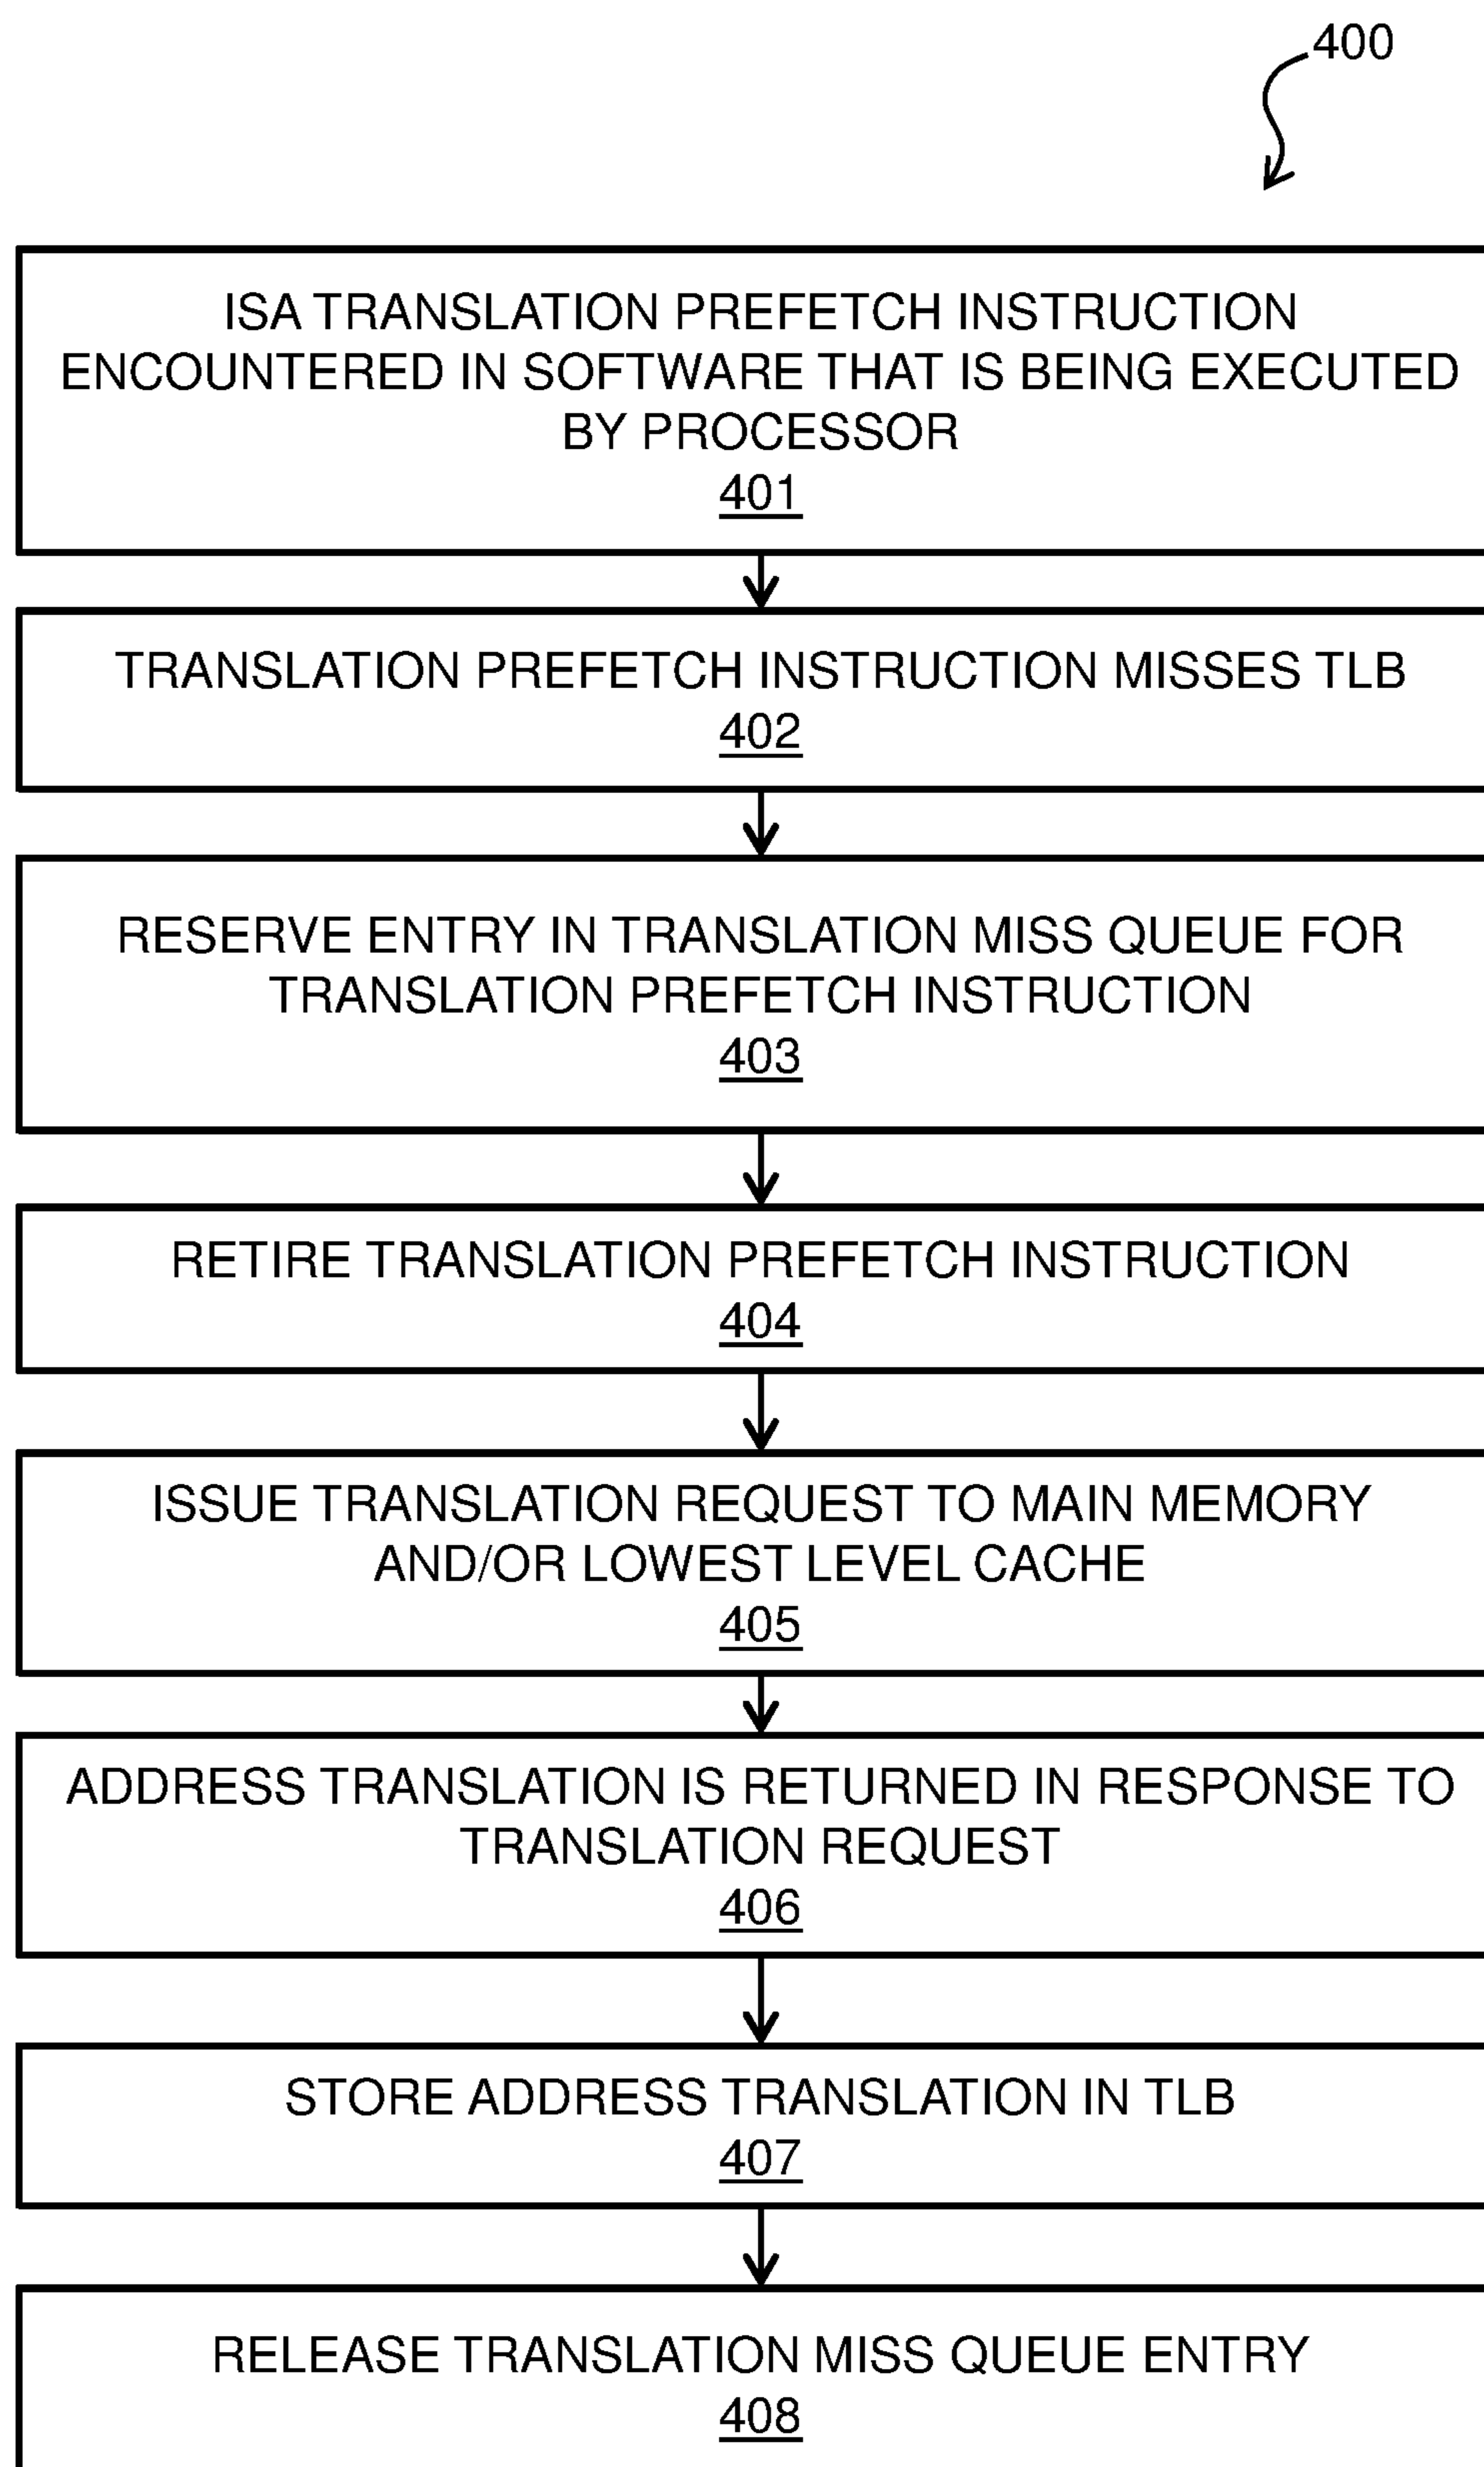 400
ISA TRANSLATION PREFETCH INSTRUCTION
ENCOUNTERED IN SOFTWARE THAT IS BEING EXECUTED
BY PROCESSOR
401
TRANSLATION PREFETCH INSTRUCTION MISSES TLB
402
RESERVE ENTRY IN TRANSLATION MISS QUEUE FOR
TRANSLATION PREFETCH INSTRUCTION
403
RETIRE TRANSLATION PREFETCH INSTRUCTION
404
ISSUE TRANSLATION REQUEST TO MAIN MEMORY
AND/OR LOWEST LEVEL CACHE
405
ADDRESS TRANSLATION IS RETURNED IN RESPONSE TO
TRANSLATION REQUEST
406
STORE ADDRESS TRANSLATION IN TLB
407
RELEASE TRANSLATION MISS QUEUE ENTRY
408